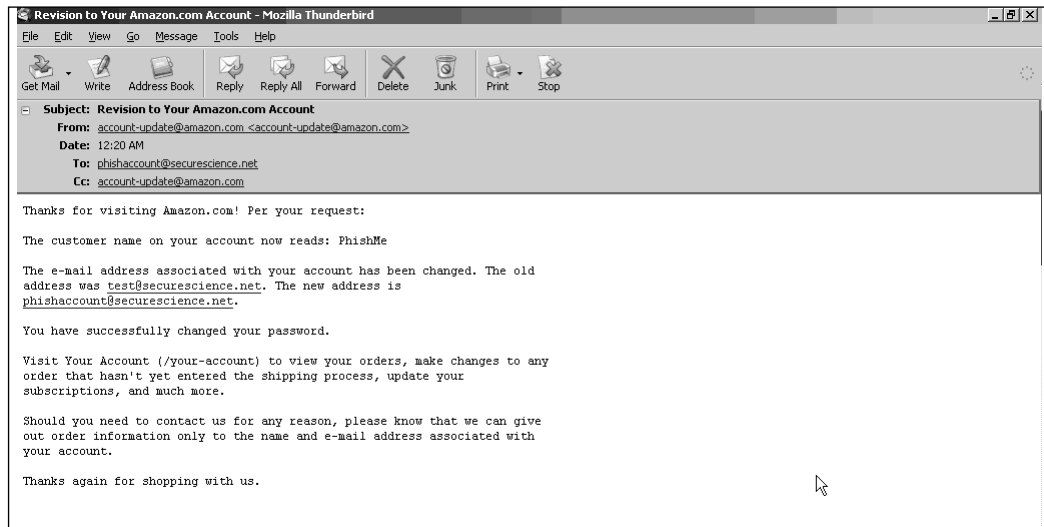 Revision to Your Amazon.com Account - Mozilla Thunderbird
File Edit View Go Message Tools Help
Get Mail Write Address Book Reply Reply All Forward Delete Junk Print Stop
Subject: Revision to Your Amazon.com Account
From: account-update@amazon.com <account-update@amazon.com>
Date: 12:20 AM
To: phishaccount@securescience.net
Cc: account-update@amazon.com
Thanks for visiting Amazon.com! Per your request:
The customer name on your account now reads: PhishMe
The e-mail address associated with your account has been changed. The old
address was test@securescience.net. The new address is
phishaccount@securescience.net.
You have successfully changed your password.
Visit Your Account (/your-account) to view your orders, make changes to any
order that hasn't yet entered the shipping process, update your
subscriptions, and much more.
Should you need to contact us for any reason, please know that we can give
out order information only to the name and e-mail address associated with
your account.
Thanks again for shopping with us.